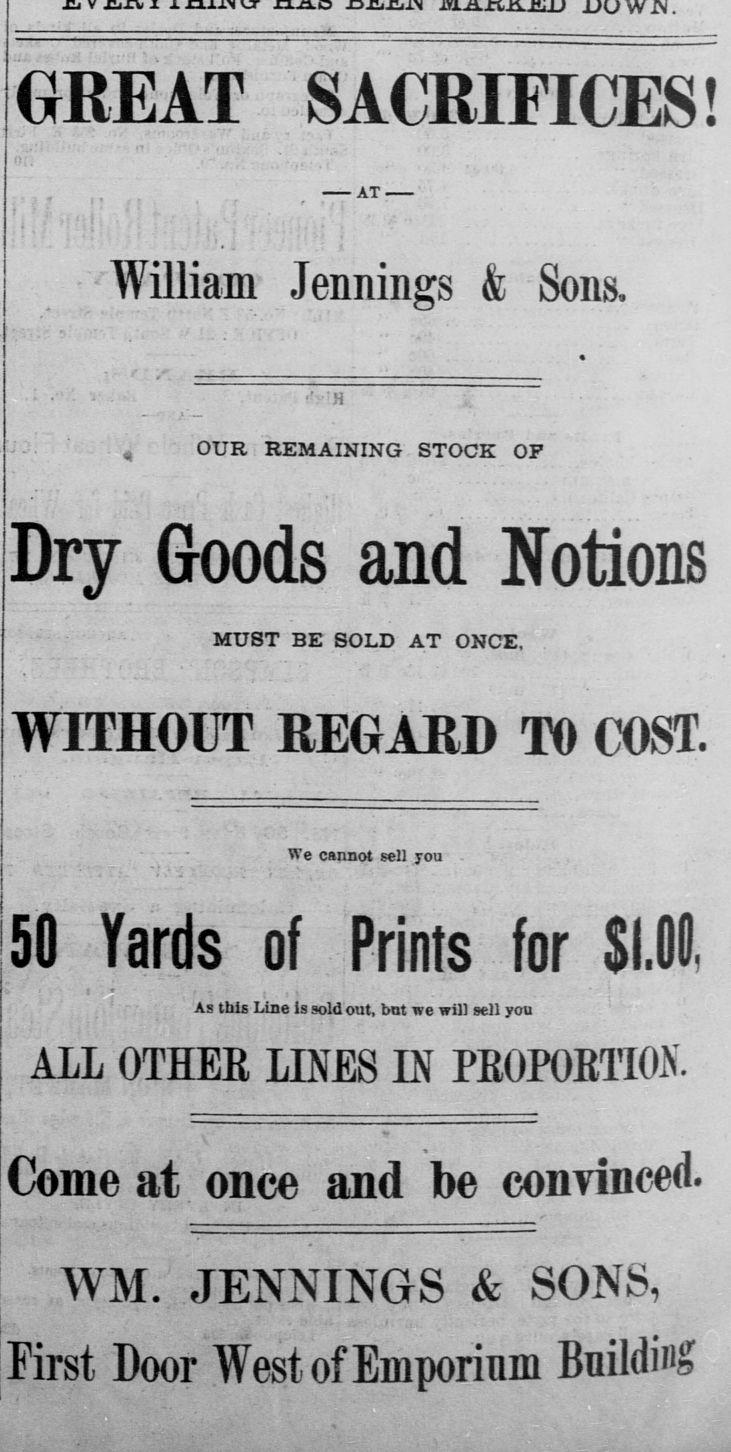 EVERYTHING HAS BEEN MARKED DOWN.
GREAT SACRIFICES!
— AT —
William Jennings & Sons.
OUR REMAINING STOCK OF
Dry Goods and Notions
MUST BE SOLD AT ONCE,
WITHOUT REGARD TO COST.
We cannot sell you
50 Yards of Prints for $1.00,
As this Line is sold out, but we will sell you
ALL OTHER LINES IN PROPORTION.
Come at once and be convinced.
WM. JENNINGS & SONS,
First Door West of Emporium Building